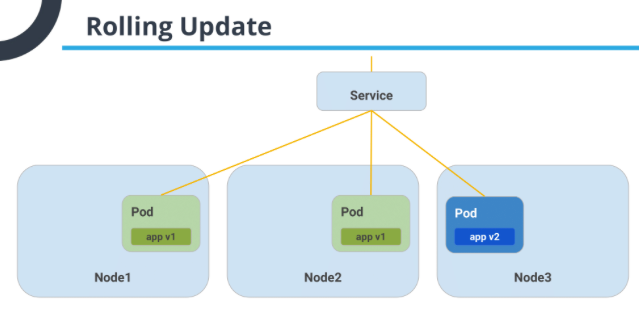 Rolling Update
Service
Pod
app v1
Node1
Pod
app v1
Node2
Pod
app v2
Node3